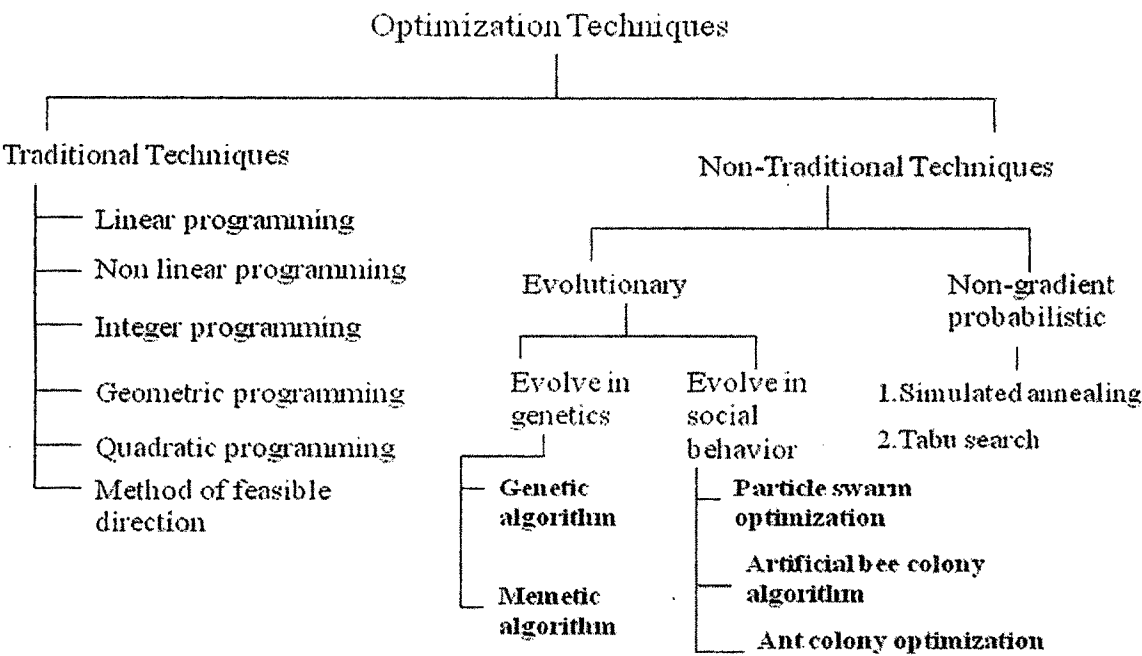 Optimization Techniques
Traditional Techniques
Linear programming
Non linear programming
Integer programming
Geometric programming
Quadratic programming
Method of feasible
direction
Non-Traditional Techniques
Evolutionary
Evolve in
genetics
Genetic
algorithm
Memetic
algorithm
Evolve in
social
behavior
Particle swarm
optimization
Artificial bee colony
algorithm
Ant colony optimization
Non-gradient
probabilistic
1.Simulated annealing
2.Tabu search